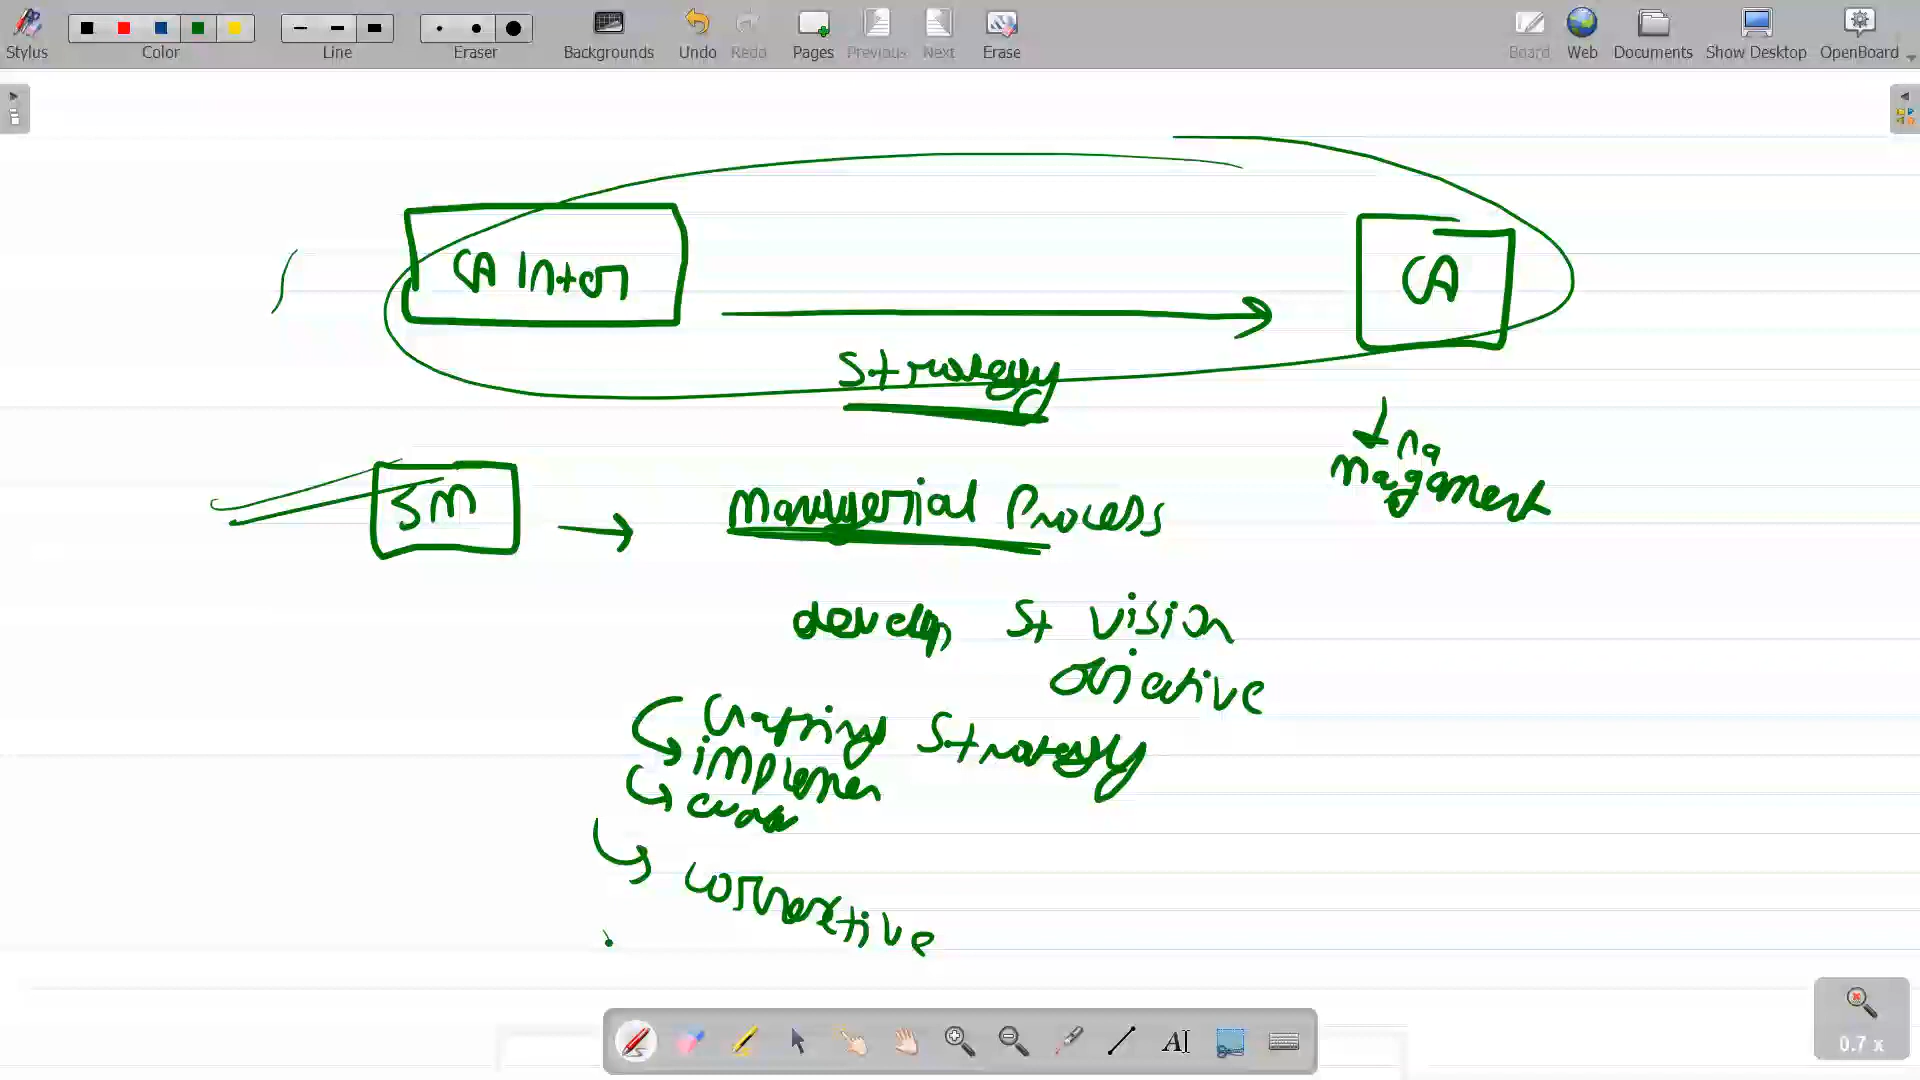 Stylus Color Line Eraser Backgrounds Undo Redo Pages Previous Next Erase Board Web Documents Show Desktop OpenBoard
CA Inter
CA
Strategy
management
SM
Managerial Process
develop St vision
objective
Crafting Strategy
implemen
corrective
0.7 x